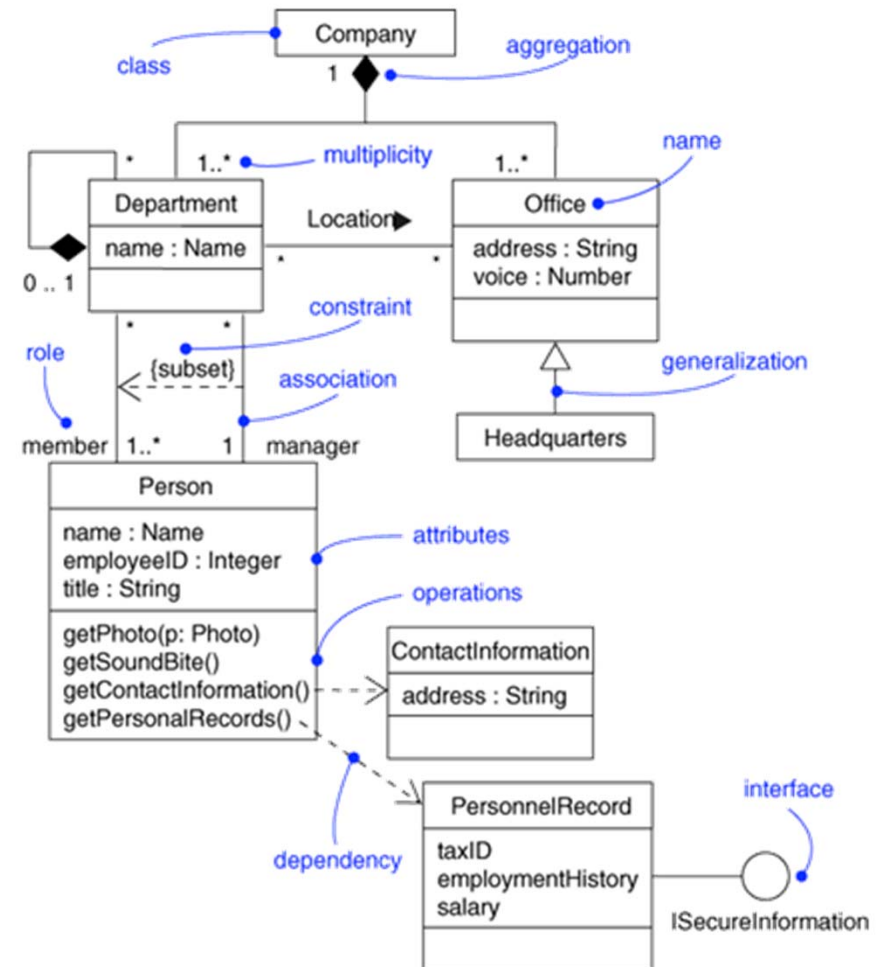 Company
class
1
aggregation
*
1..*
multiplicity
1..*
name
Department
name : Name
0 .. 1
Location
*
*
Office
address : String
voice : Number
*
*
constraint
{subset}
role
association
generalization
member
1..*
1
manager
Headquarters
Person
name : Name
employeeID : Integer
title : String
attributes
operations
getPhoto(p: Photo)
getSoundBite()
getContactInformation()
getPersonalRecords()
ContactInformation
address : String
dependency
PersonnelRecord
taxID
employmentHistory
salary
interface
ISecureInformation